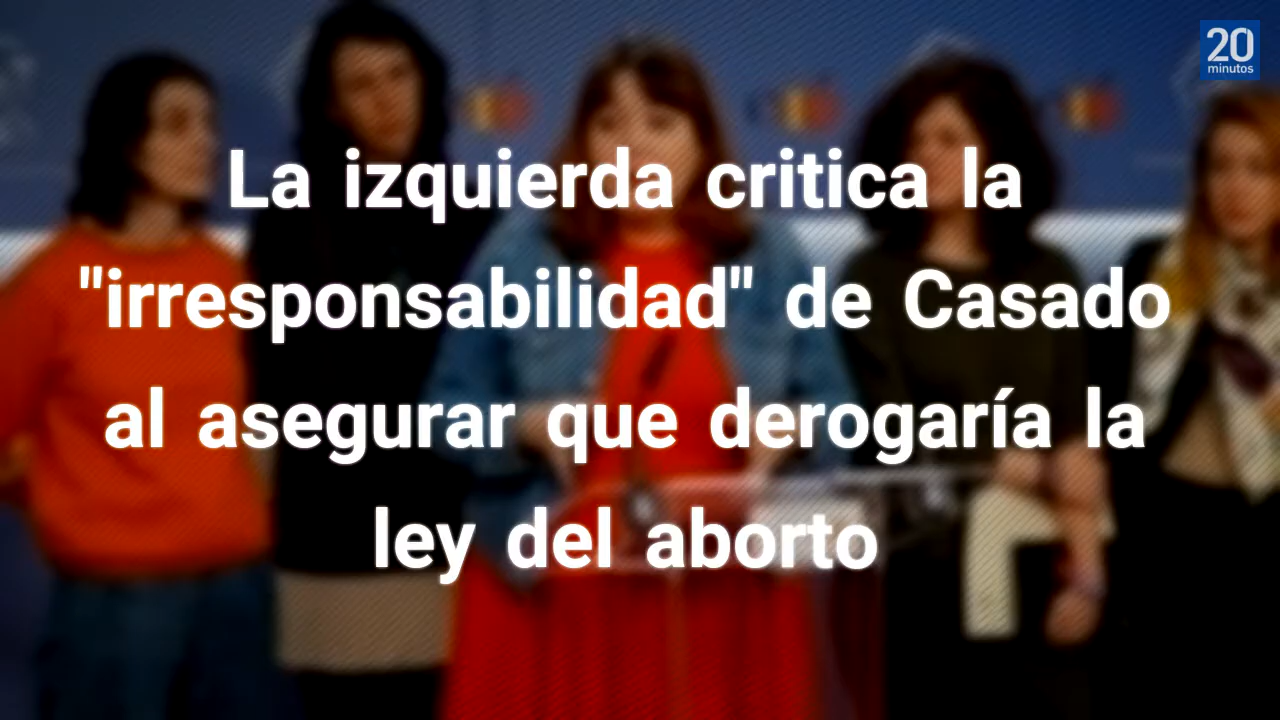 20
minutos
La izquierda critica la
"irresponsabilidad" de Casado
al asegurar que derogaría la
ley del aborto